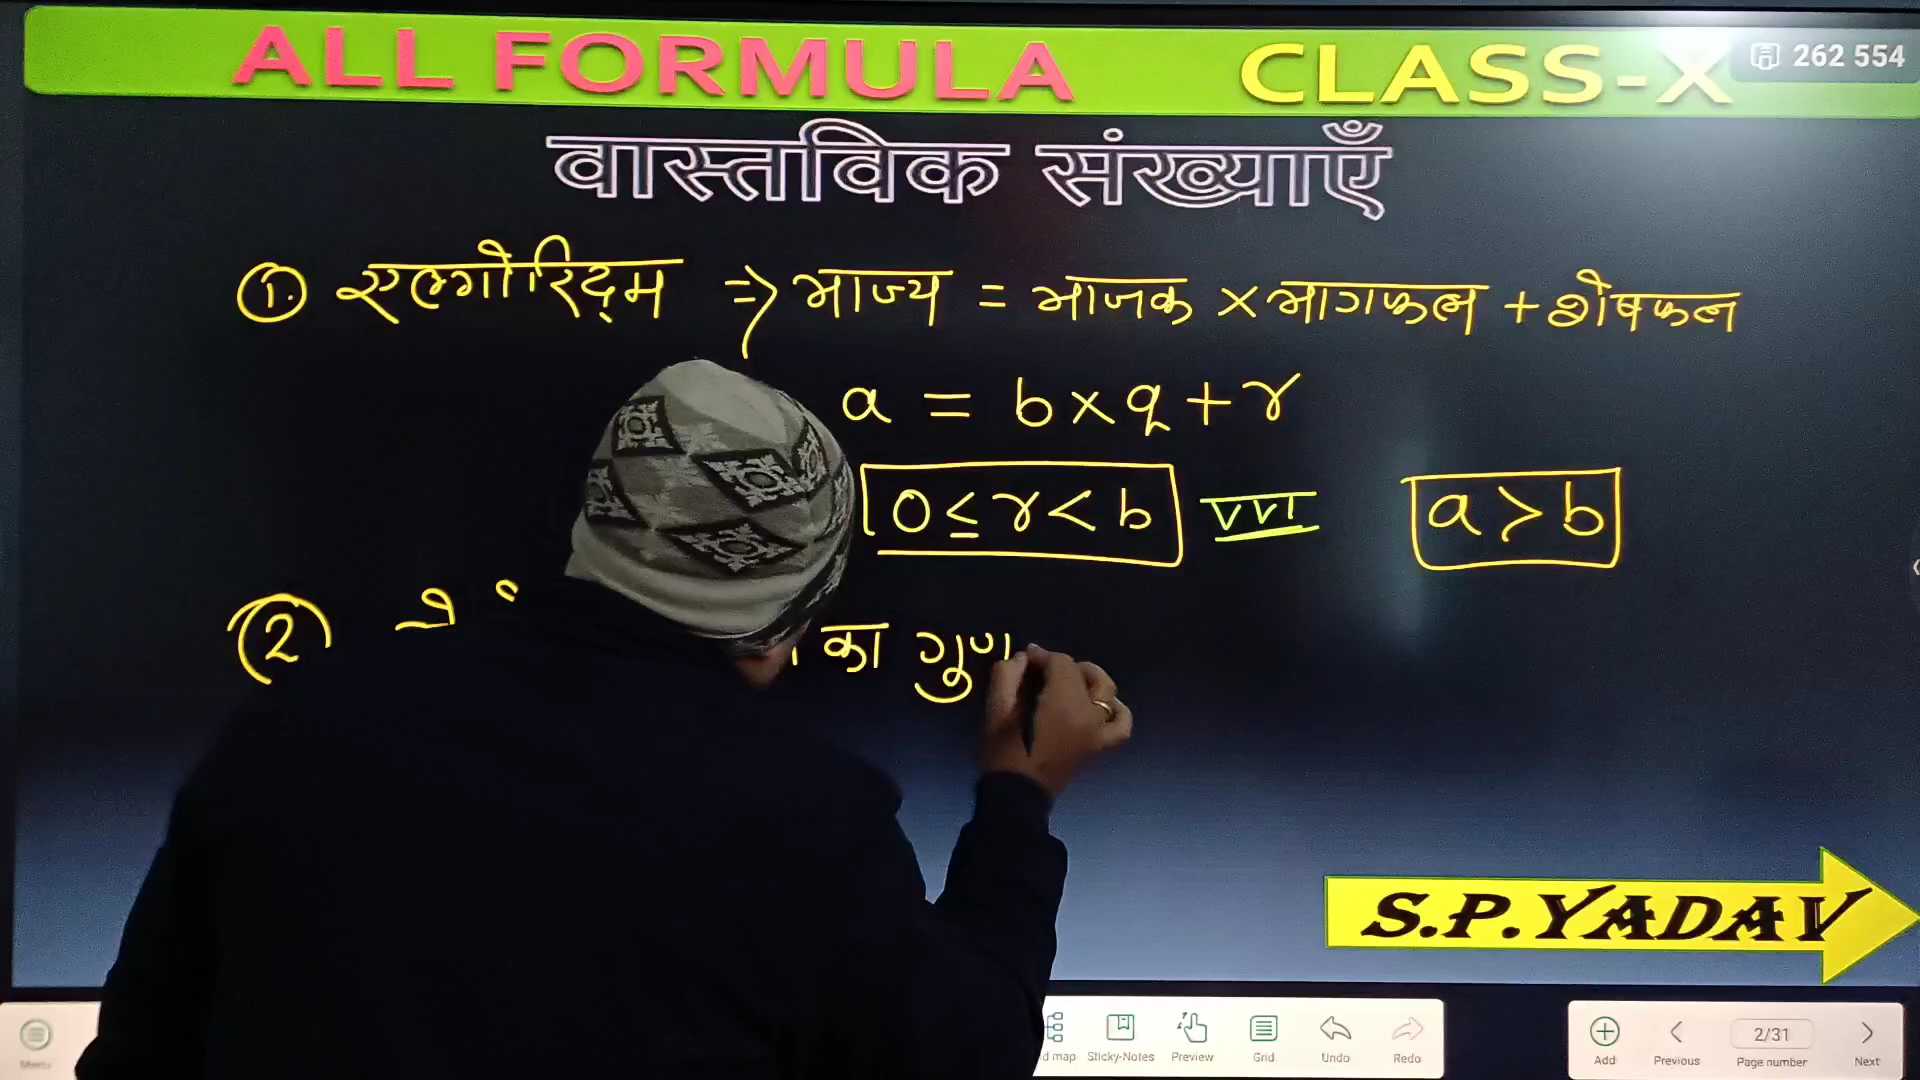 ALL FORMULA CLASS-X
262 554
वास्तविक संख्याएँ
① एल्गोरिद्म ⇒ भाज्य = भाजक × भागफल + शेषफल
a = b × q + r
0 ≤ r < b VVI a > b
② का गुण
S.P.YADAV
Menu
d map Sticky-Notes Preview Grid Undo Redo Add Previous 2/31 Page number Next